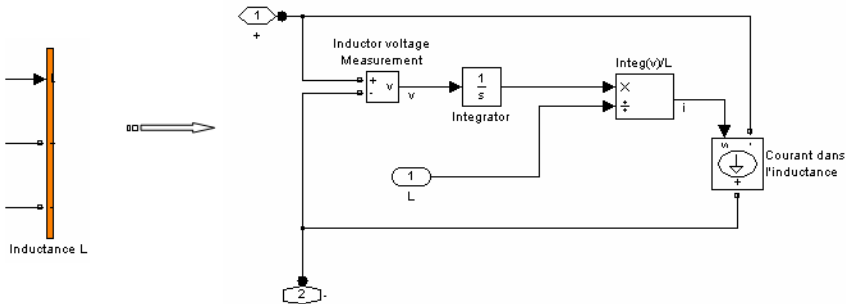 L
Inductance L
1
+
Inductor voltage
Measurement
+
-
v
v
1
s
Integrator
Integ(v)/L
×
÷
i
1
L
s
-
+
Courant dans
l'inductance
2
-